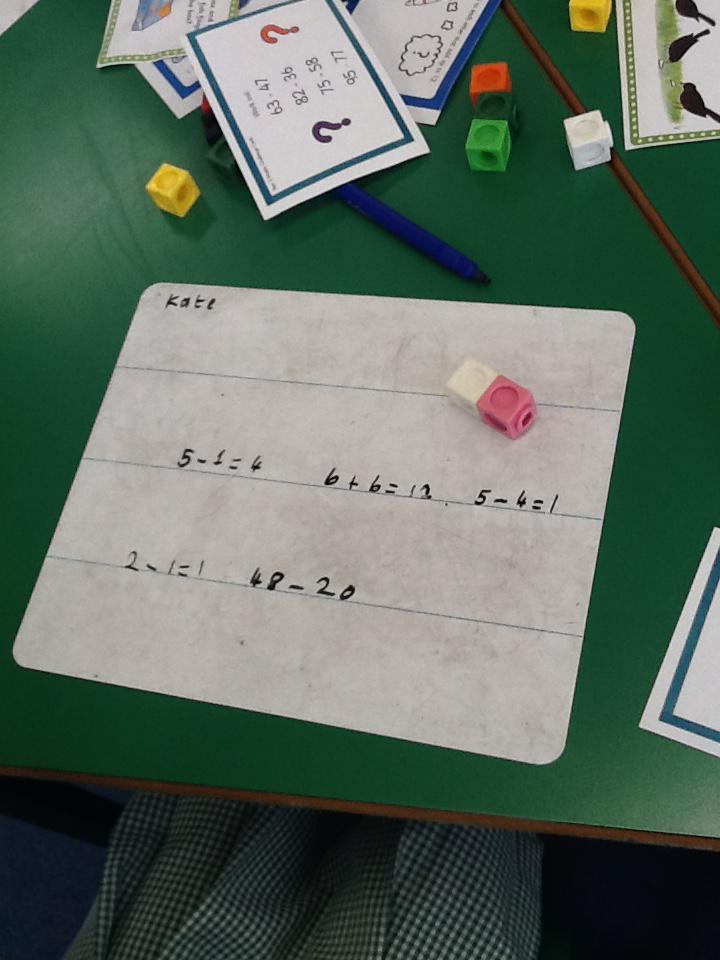 63 - 47
82 - 36
75 - 58
95 - 77
Kate
5-1=4 6+6=12. 5-4=1
2-1=1 48-20